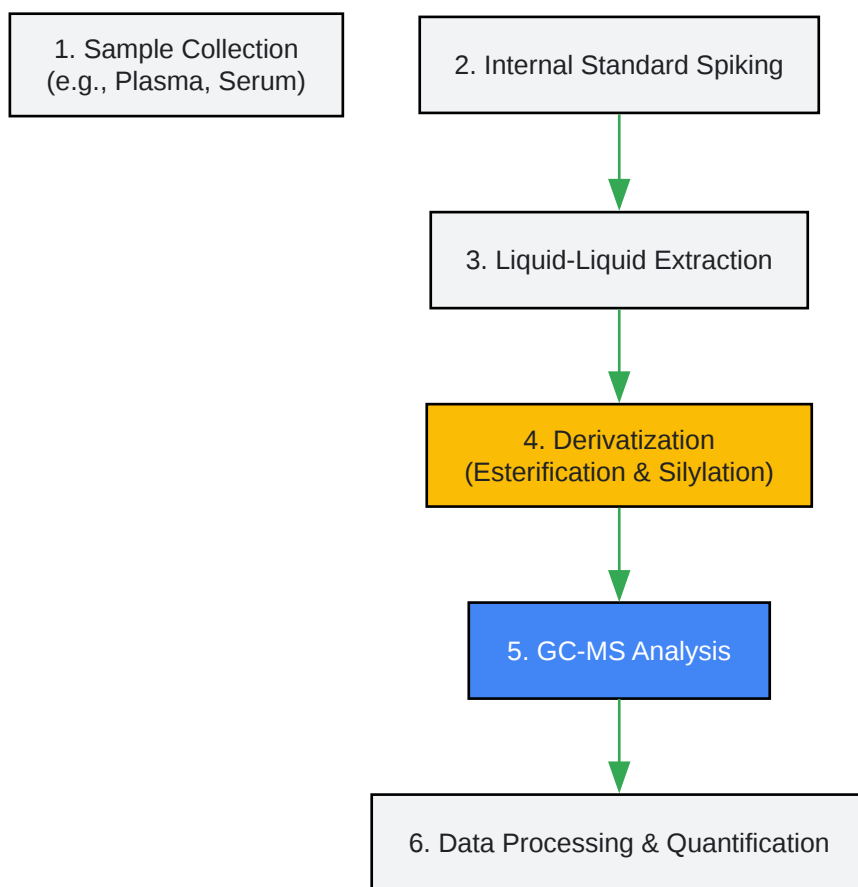 1. Sample Collection
(e.g., Plasma, Serum)
2. Internal Standard Spiking
3. Liquid-Liquid Extraction
4. Derivatization
(Esterification & Silylation)
5. GC-MS Analysis
6. Data Processing & Quantification